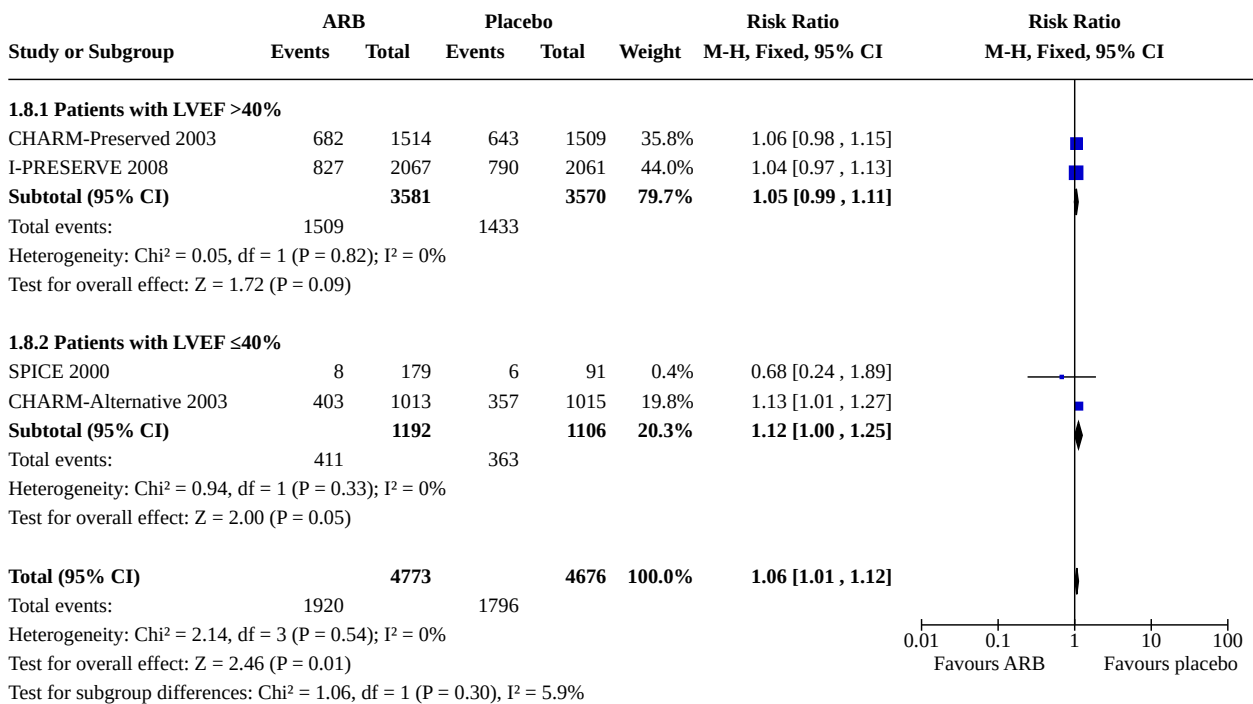 ARB Placebo Risk Ratio Risk Ratio
Study or Subgroup Events Total Events Total Weight M-H, Fixed, 95% CI M-H, Fixed, 95% CI
1.8.1 Patients with LVEF >40%
CHARM-Preserved 2003 682 1514 643 1509 35.8% 1.06 [0.98 , 1.15]
I-PRESERVE 2008 827 2067 790 2061 44.0% 1.04 [0.97 , 1.13]
Subtotal (95% CI) 3581 3570 79.7% 1.05 [0.99 , 1.11]
Total events: 1509 1433
Heterogeneity: Chi² = 0.05, df = 1 (P = 0.82); I² = 0%
Test for overall effect: Z = 1.72 (P = 0.09)
1.8.2 Patients with LVEF ≤40%
SPICE 2000 8 179 6 91 0.4% 0.68 [0.24 , 1.89]
CHARM-Alternative 2003 403 1013 357 1015 19.8% 1.13 [1.01 , 1.27]
Subtotal (95% CI) 1192 1106 20.3% 1.12 [1.00 , 1.25]
Total events: 411 363
Heterogeneity: Chi² = 0.94, df = 1 (P = 0.33); I² = 0%
Test for overall effect: Z = 2.00 (P = 0.05)
Total (95% CI) 4773 4676 100.0% 1.06 [1.01 , 1.12]
Total events: 1920 1796
Heterogeneity: Chi² = 2.14, df = 3 (P = 0.54); I² = 0%
0.01 0.1 1 10 100
Test for overall effect: Z = 2.46 (P = 0.01) Favours ARB Favours placebo
Test for subgroup differences: Chi² = 1.06, df = 1 (P = 0.30), I² = 5.9%